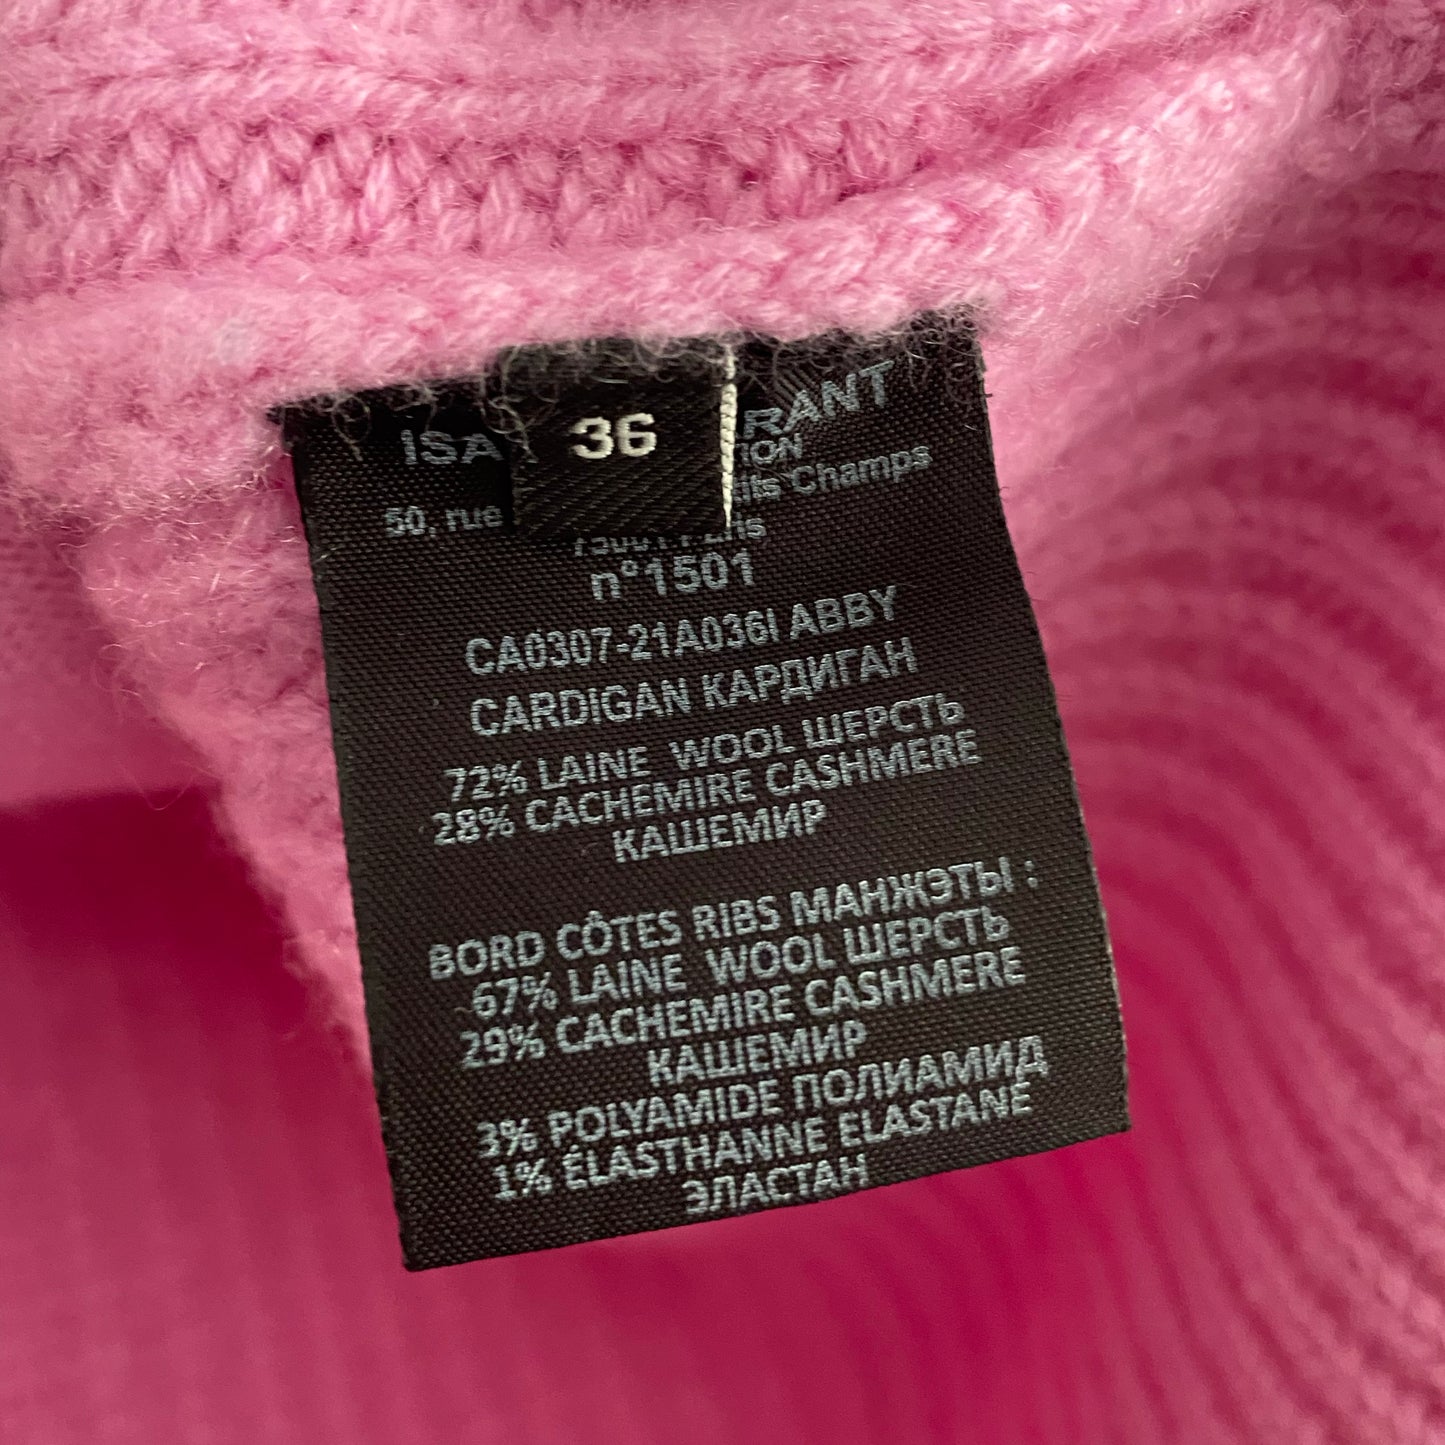 36
ISA RANT
TION
50, rue its Champs
n°1501
CA0307-21A036I ABBY
CARDIGAN КАРДИГАН
72% LAINE WOOL ШЕРСТЬ
28% CACHEMIRE CASHMERE
КАШЕМИР
BORD CÔTES RIBS МАНЖЭТЫ :
67% LAINE WOOL ШЕРСТЬ
29% CACHEMIRE CASHMERE
КАШЕМИР
3% POLYAMIDE ПОЛИАМИД
1% ÉLASTHANNE ELASTANE
ЭЛАСТАН